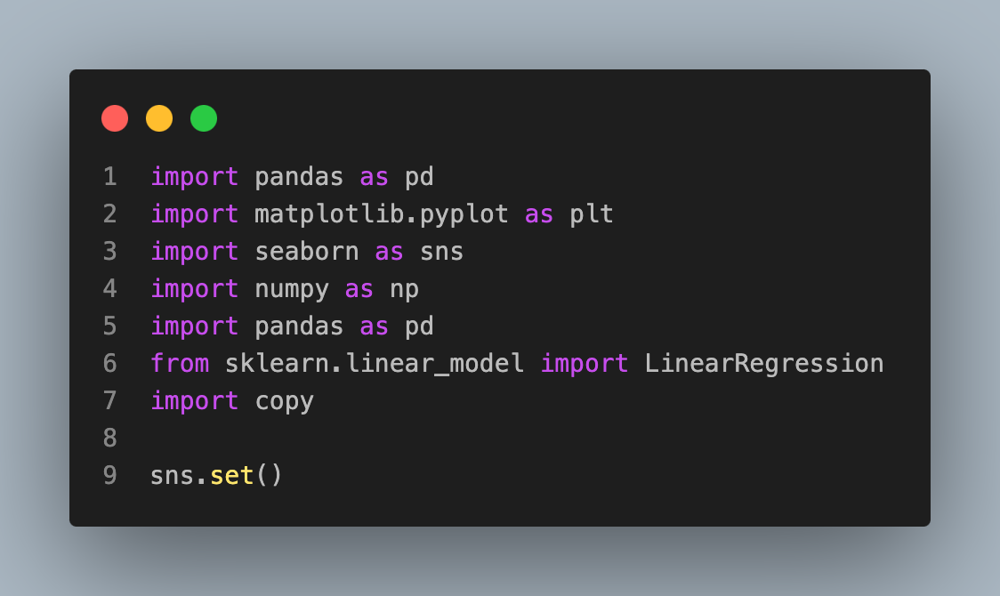 1 import pandas as pd
2 import matplotlib.pyplot as plt
3 import seaborn as sns
4 import numpy as np
5 import pandas as pd
6 from sklearn.linear_model import LinearRegression
7 import copy
8
9 sns.set()